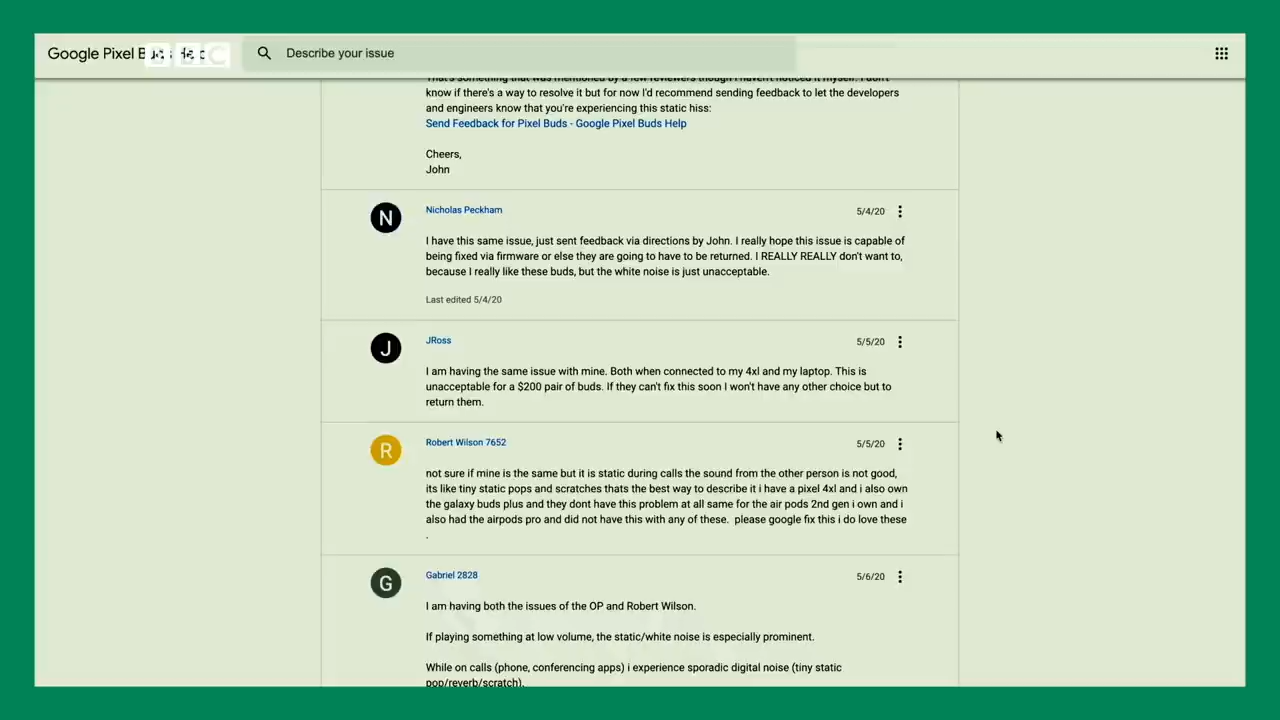 Google Pixel Buds Help
BBC
Describe your issue
That's something that was mentioned by a few reviewers though I haven't noticed it myself. I don't
know if there's a way to resolve it but for now I'd recommend sending feedback to let the developers
and engineers know that you're experiencing this static hiss:
Send Feedback for Pixel Buds - Google Pixel Buds Help
Cheers,
John
N
Nicholas Peckham
5/4/20
I have this same issue, just sent feedback via directions by John. I really hope this issue is capable of
being fixed via firmware or else they are going to have to be returned. I REALLY REALLY don't want to,
because I really like these buds, but the white noise is just unacceptable.
Last edited 5/4/20
J
JRoss
5/5/20
I am having the same issue with mine. Both when connected to my 4xl and my laptop. This is
unacceptable for a $200 pair of buds. If they can't fix this soon I won't have any other choice but to
return them.
R
Robert Wilson 7652
5/5/20
not sure if mine is the same but it is static during calls the sound from the other person is not good,
its like tiny static pops and scratches thats the best way to describe it i have a pixel 4xl and i also own
the galaxy buds plus and they dont have this problem at all same for the air pods 2nd gen i own and i
also had the airpods pro and did not have this with any of these.  please google fix this i do love these
.
G
Gabriel 2828
5/6/20
I am having both the issues of the OP and Robert Wilson.
If playing something at low volume, the static/white noise is especially prominent.
While on calls (phone, conferencing apps) i experience sporadic digital noise (tiny static
pop/reverb/scratch).